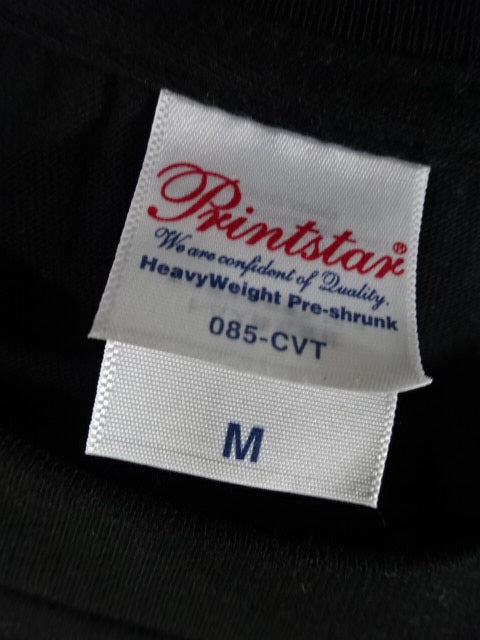 Printstar®
We are confident of Quality.
HeavyWeight Pre-shrunk
085-CVT
M